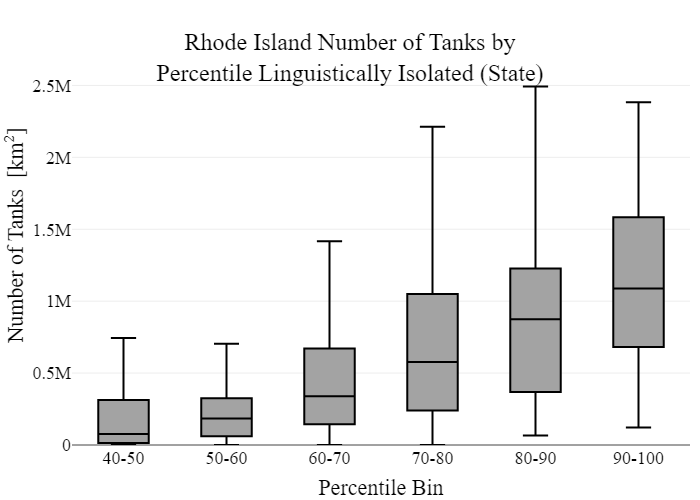 Rhode Island Number of Tanks by
Percentile Linguistically Isolated (State)
Number of Tanks [km²]
2.5M
2M
1.5M
1M
0.5M
0
40-50
50-60
60-70
70-80
80-90
90-100
Percentile Bin